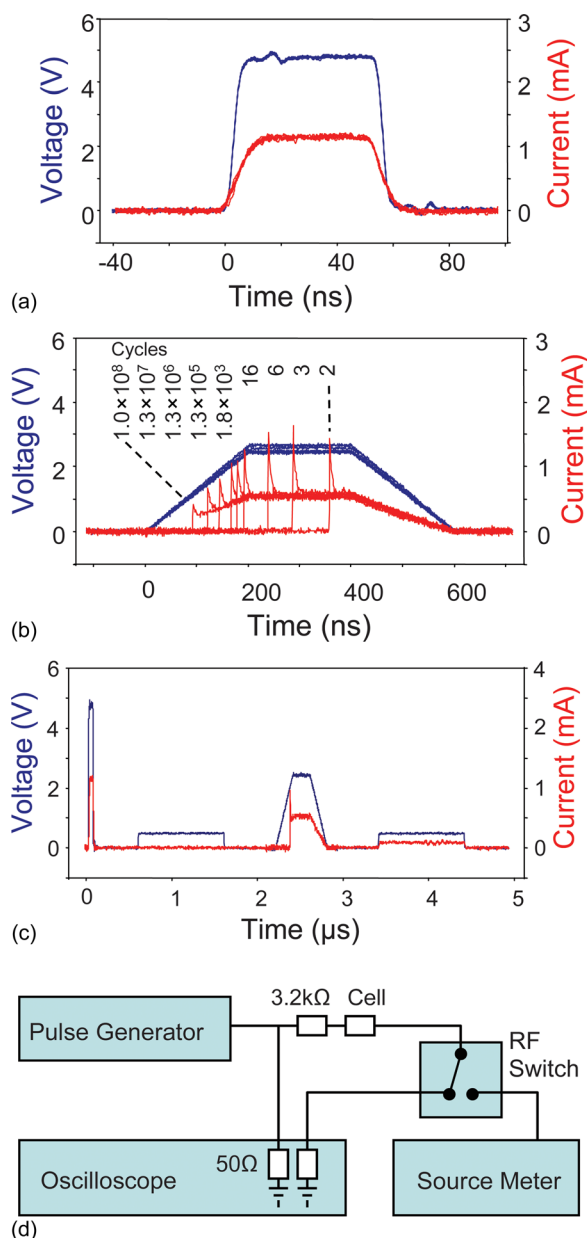 6
4
2
0
Voltage (V)
3
2
1
0
Current (mA)
-40
0
40
80
Time (ns)
(a)
Cycles
1.0×10⁸
1.3×10⁷
1.3×10⁶
1.3×10⁵
1.8×10³
16
6
3
2
6
4
2
0
Voltage (V)
3
2
1
0
Current (mA)
0
200
400
600
Time (ns)
(b)
6
4
2
0
Voltage (V)
4
2
1
0
Current (mA)
0
1
2
3
4
5
Time (µs)
(c)
3.2kΩ
Cell
Pulse Generator
RF
Switch
50Ω
Oscilloscope
Source Meter
(d)